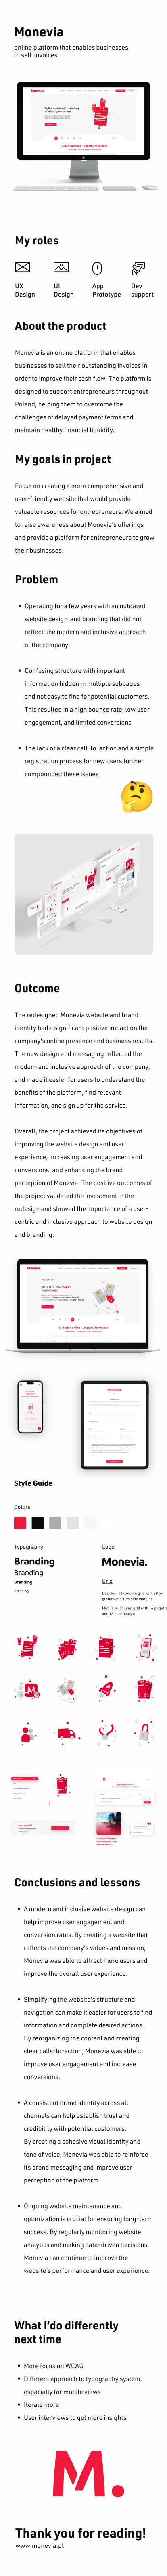 Monevia
online platform that enables businesses
to sell invoices
My roles
UX
Design
UI
Design
App
Prototype
Dev
support
About the product
Monevia is an online platform that enables
businesses to sell their outstanding invoices in
order to improve their cash flow. The platform is
designed to support entrepreneurs throughout
Poland, helping them to overcome the
challenges of delayed payment terms and
maintain healthy financial liquidity.
My goals in project
Focus on creating a more comprehensive and
user-friendly website that would provide
valuable resources for entrepreneurs. We aimed
to raise awareness about Monevia's offerings
and provide a platform for entrepreneurs to grow
their businesses.
Problem
• Operating for a few years with an outdated
website design and branding that did not
reflect the modern and inclusive approach
of the company
• Confusing structure with important
information hidden in multiple subpages
and not easy to find for potential customers.
This resulted in a high bounce rate, low user
engagement, and limited conversions
• The lack of a clear call-to-action and a simple
registration process for new users further
compounded these issues
Outcome
The redesigned Monevia website and brand
identity had a significant positive impact on the
company's online presence and business results.
The new design and messaging reflected the
modern and inclusive approach of the company,
and made it easier for users to understand the
benefits of the platform, find relevant
information, and sign up for the service.
Overall, the project achieved its objectives of
improving the website design and user
experience, increasing user engagement and
conversions, and enhancing the brand
perception of Monevia. The positive outcomes of
the project validated the investment in the
redesign and showed the importance of a user-
centric and inclusive approach to website design
and branding.
Style Guide
Colors
Typography
Branding
Branding
Branding
Branding
Logo
Monevia.
Grid
Desktop: 12-column grid with 20 px
gutters and 10% side margins
Mobile: 4-column grid with 16 px gutters
and 16 px of margin
Conclusions and lessons
• A modern and inclusive website design can
help improve user engagement and
conversion rates. By creating a website that
reflects the company's values and mission,
Monevia was able to attract more users and
improve the overall user experience.
• Simplifying the website's structure and
navigation can make it easier for users to find
information and complete desired actions.
By reorganizing the content and creating
clear calls-to-action, Monevia was able to
improve user engagement and increase
conversions.
• A consistent brand identity across all
channels can help establish trust and
credibility with potential customers.
By creating a cohesive visual identity and
tone of voice, Monevia was able to reinforce
its brand messaging and improve user
perception of the platform.
• Ongoing website maintenance and
optimization is crucial for ensuring long-term
success. By regularly monitoring website
analytics and making data-driven decisions,
Monevia can continue to improve the
website's performance and user experience.
What I'do differently
next time
• More focus on WCAG
• Different approach to typography system,
espacially for mobile views
• Iterate more
• User interviews to get more insights
M.
Thank you for reading!
www.monevia.pl